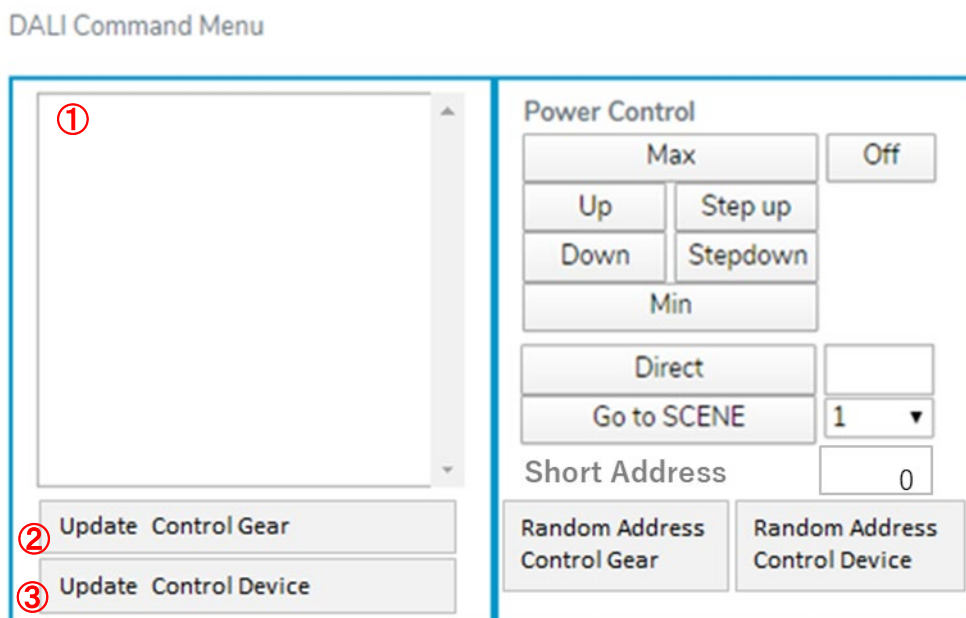 DALI Command Menu
①
② Update Control Gear
③ Update Control Device
Power Control
Max Off
Up Step up
Down Stepdown
Min
Direct
Go to SCENE 1 ▼
Short Address 0
Random Address
Control Gear
Random Address
Control Device